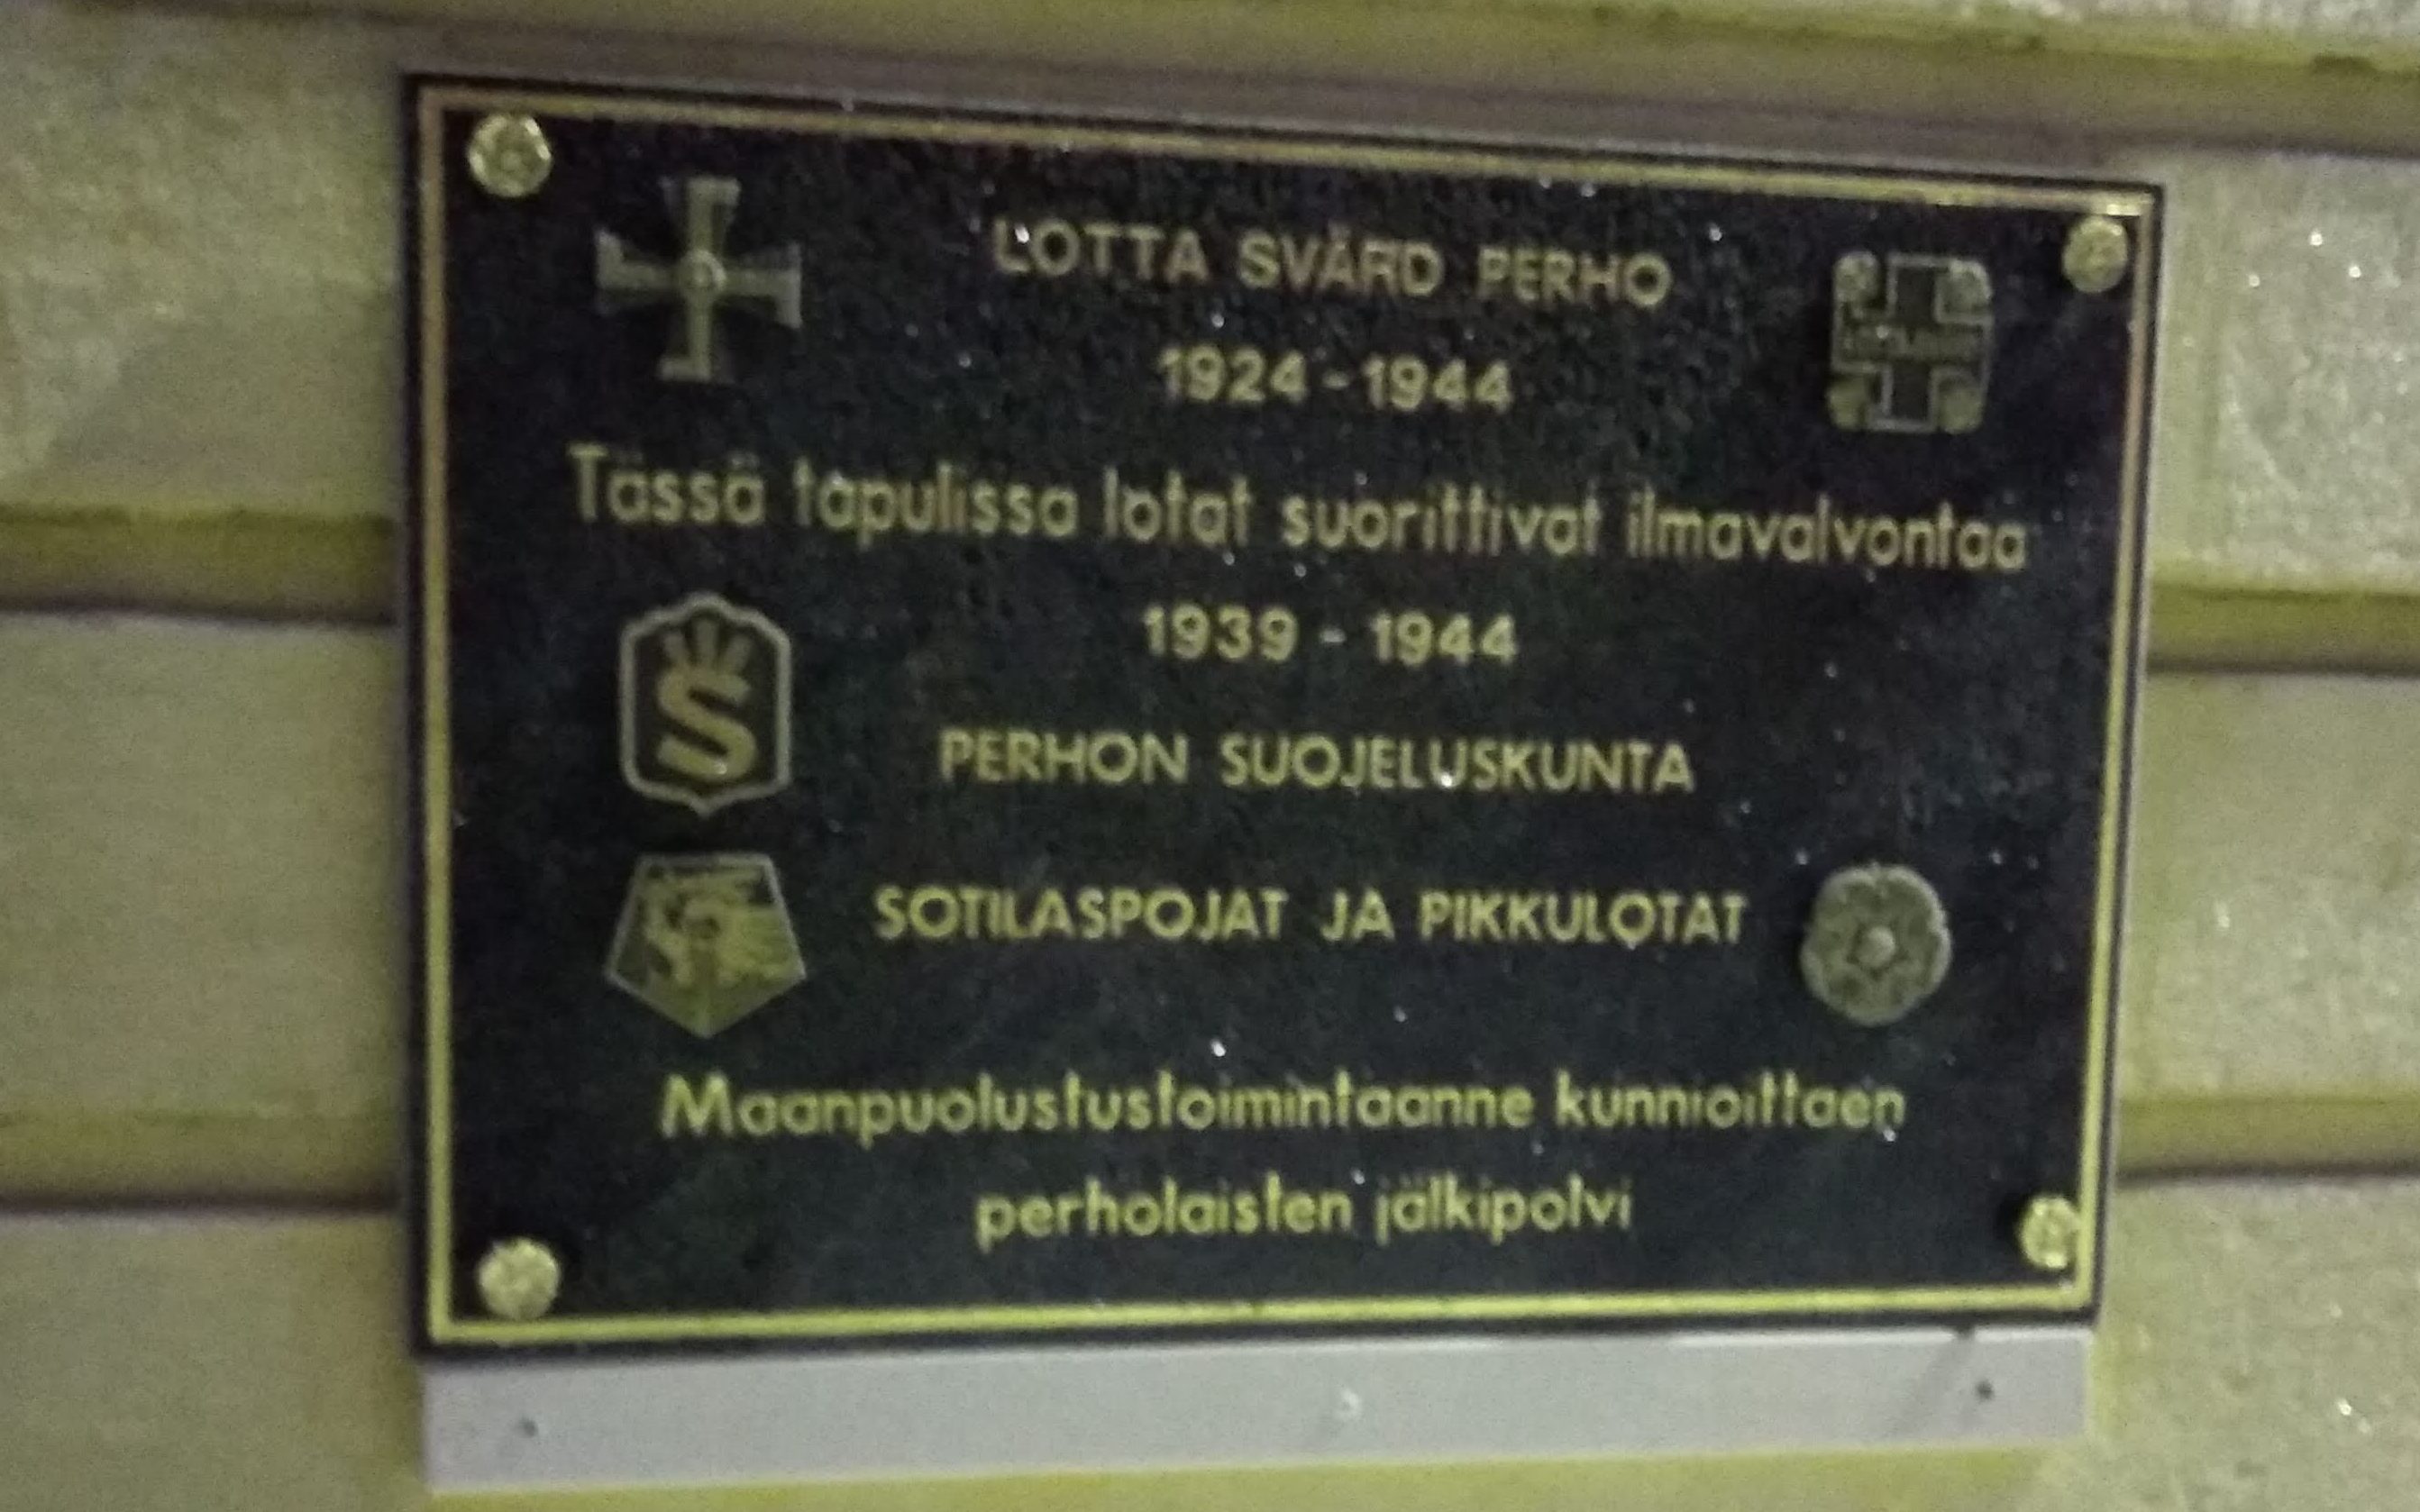 LOTTA SVÄRD PERHO
1924 - 1944
Tässä tapulissa lotat suorittivat ilmavalvontaa
1939 - 1944
S
PERHON SUOJELUSKUNTA
SOTILASPOJAT JA PIKKULOTAT
Maanpuolustustoimintaanne kunnioittaen
perholaisten jälkipolvi